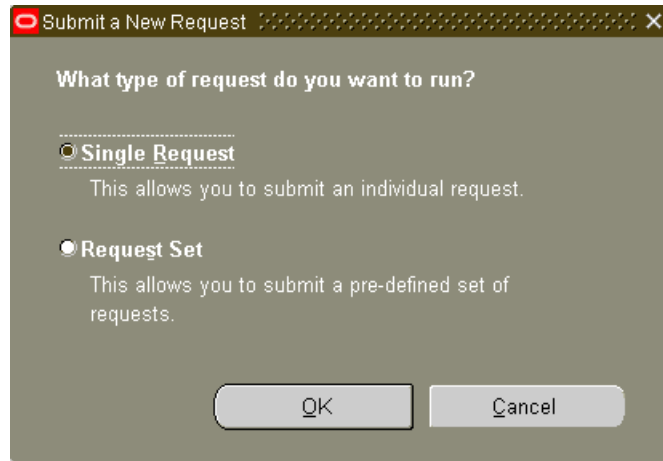 Submit a New Request
What type of request do you want to run?
Single Request
This allows you to submit an individual request.
Request Set
This allows you to submit a pre-defined set of
requests.
OK Cancel